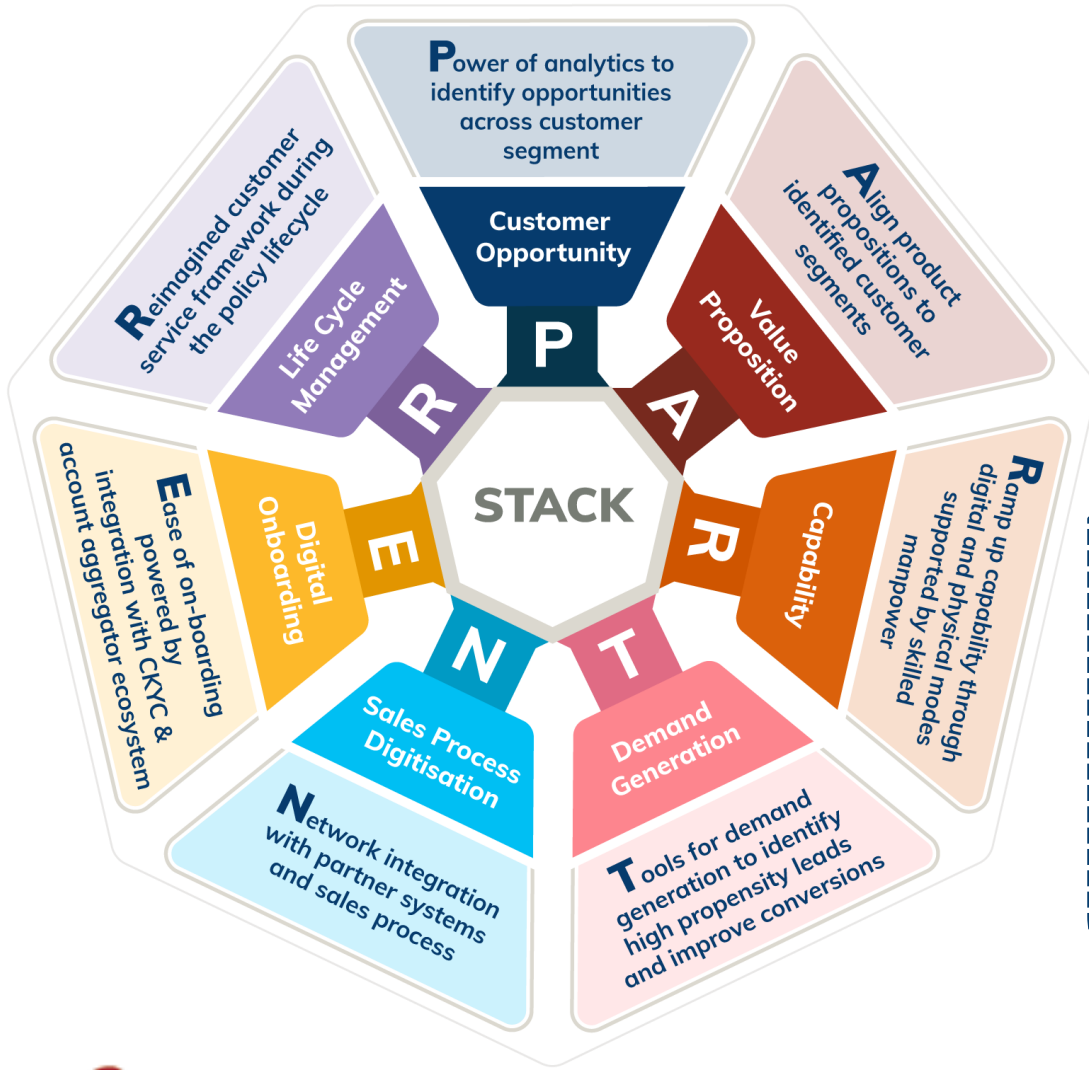 Power of analytics to
identify opportunities
across customer
segment
Customer
Opportunity
P
Align product
propositions to
identified customer
segments
Value
Proposition
A
Ramp up capability through
digital and physical modes
supported by skilled
manpower
Capability
R
Tools for demand
generation to identify
high propensity leads
and improve conversions
Demand
Generation
T
Network integration
with partner systems
and sales process
Sales Process
Digitisation
N
Ease of on-boarding
powered by
integration with CKYC &
account aggregator ecosystem
Digital
Onboarding
E
Reimagined customer
service framework during
the policy lifecycle
Life Cycle
Management
R
STACK